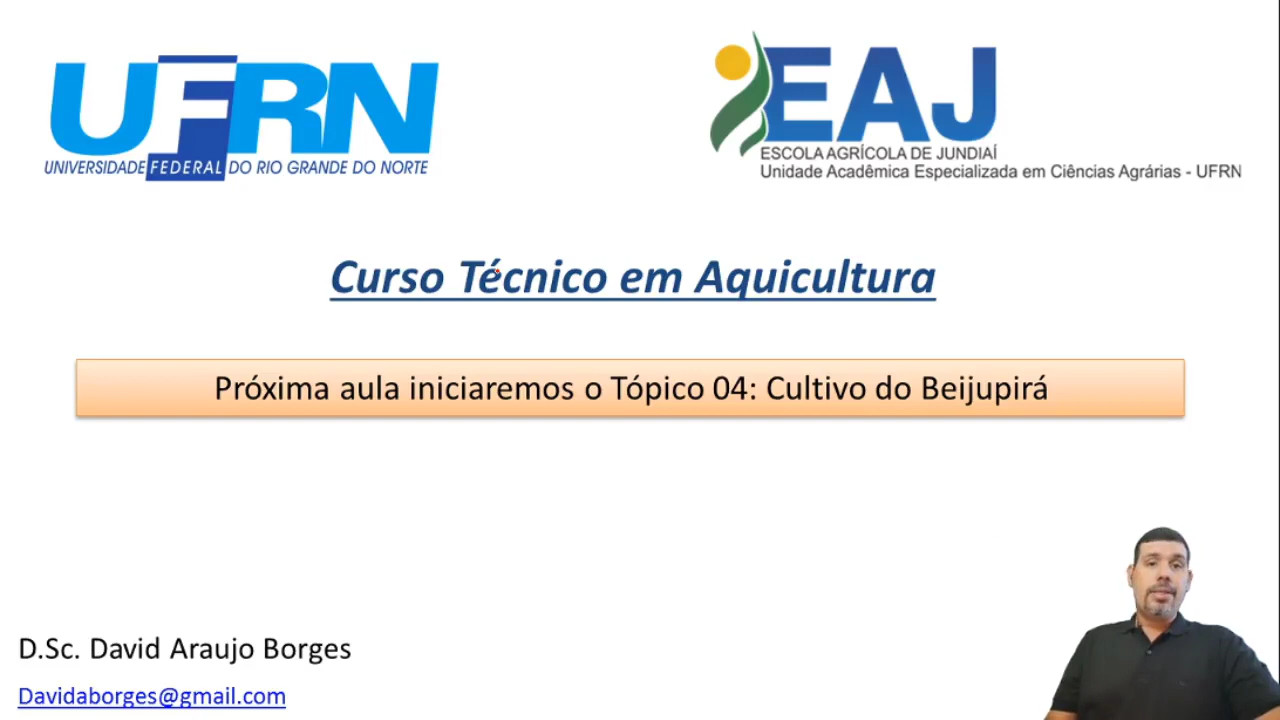 UFRN
UNIVERSIDADE FEDERAL DO RIO GRANDE DO NORTE
EAJ
ESCOLA AGRÍCOLA DE JUNDIAÍ
Unidade Acadêmica Especializada em Ciências Agrárias - UFRN
Curso Técnico em Aquicultura
Próxima aula iniciaremos o Tópico 04: Cultivo do Beijupirá
D.Sc. David Araujo Borges
Davidaborges@gmail.com